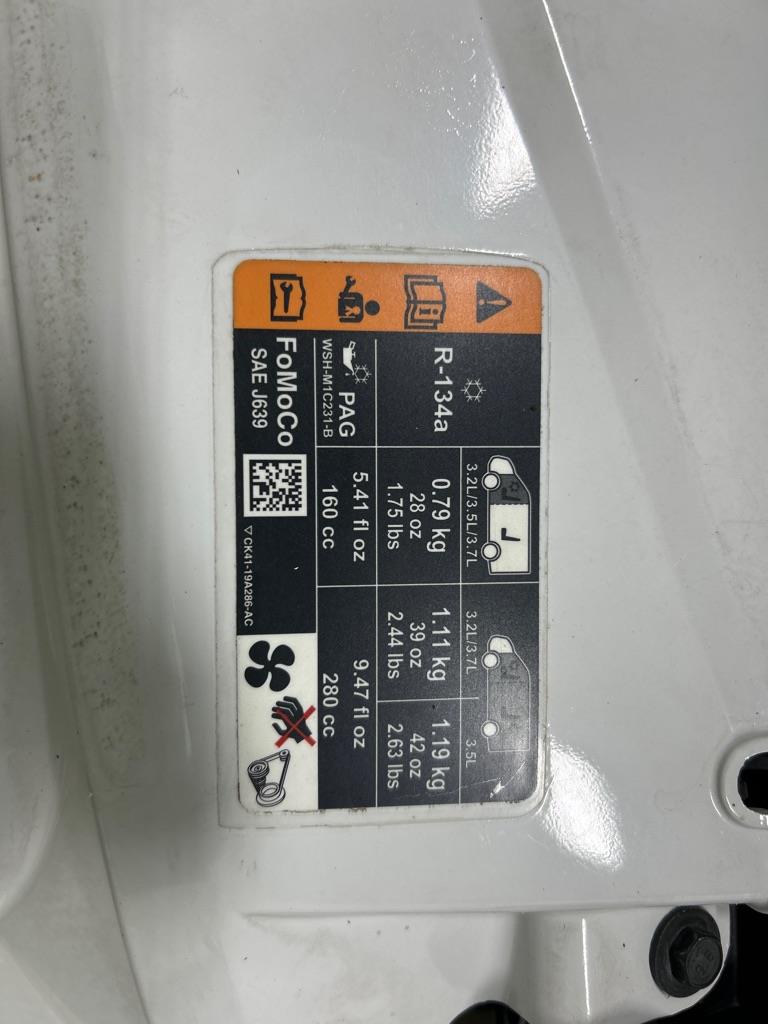 R-134a
3.2L/3.5L/3.7L
0.79 kg
28 oz
1.75 lbs
3.2L/3.7L
1.11 kg
39 oz
2.44 lbs
3.5L
1.19 kg
42 oz
2.63 lbs
PAG
WSH-M1C231-B
5.41 fl oz
160 cc
9.47 fl oz
280 cc
FoMoCo
SAE J639
▽ CK41-19A286-AC